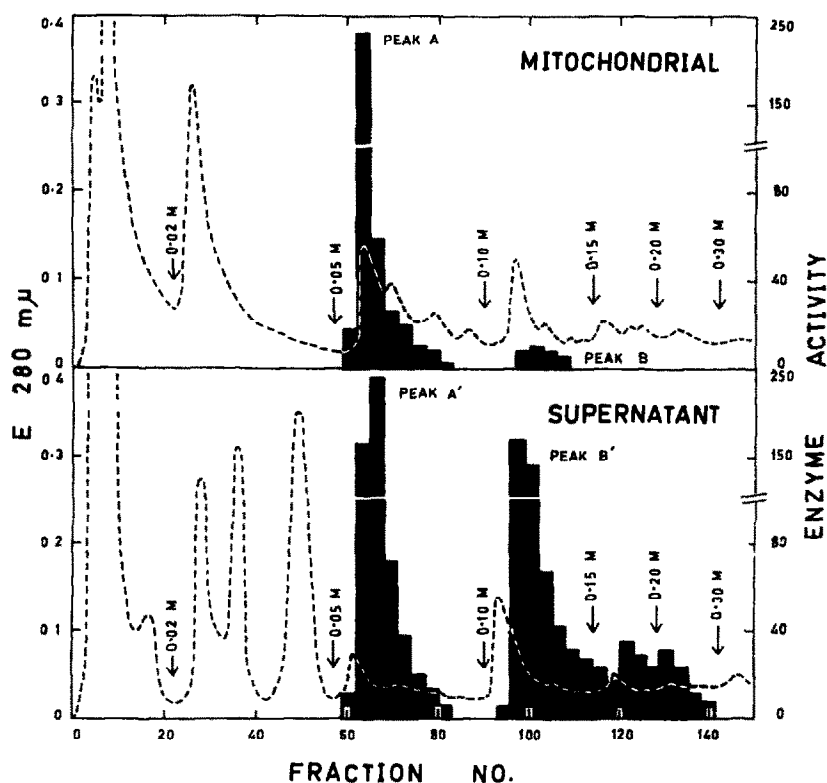 0.4
0.3
0.2
0.1
0
250
150
80
40
0
PEAK A
MITOCHONDRIAL
0·02 M
0·05 M
0·10 M
0·15 M
0·20 M
0·30 M
PEAK B
0.4
0.3
0.2
0.1
0
250
150
80
40
0
PEAK A′
SUPERNATANT
PEAK B′
0·02 M
0·05 M
0·10 M
0·15 M
0·20 M
0·30 M
0
20
40
60
80
100
120
140
E 280 mμ
ENZYME ACTIVITY
FRACTION NO.